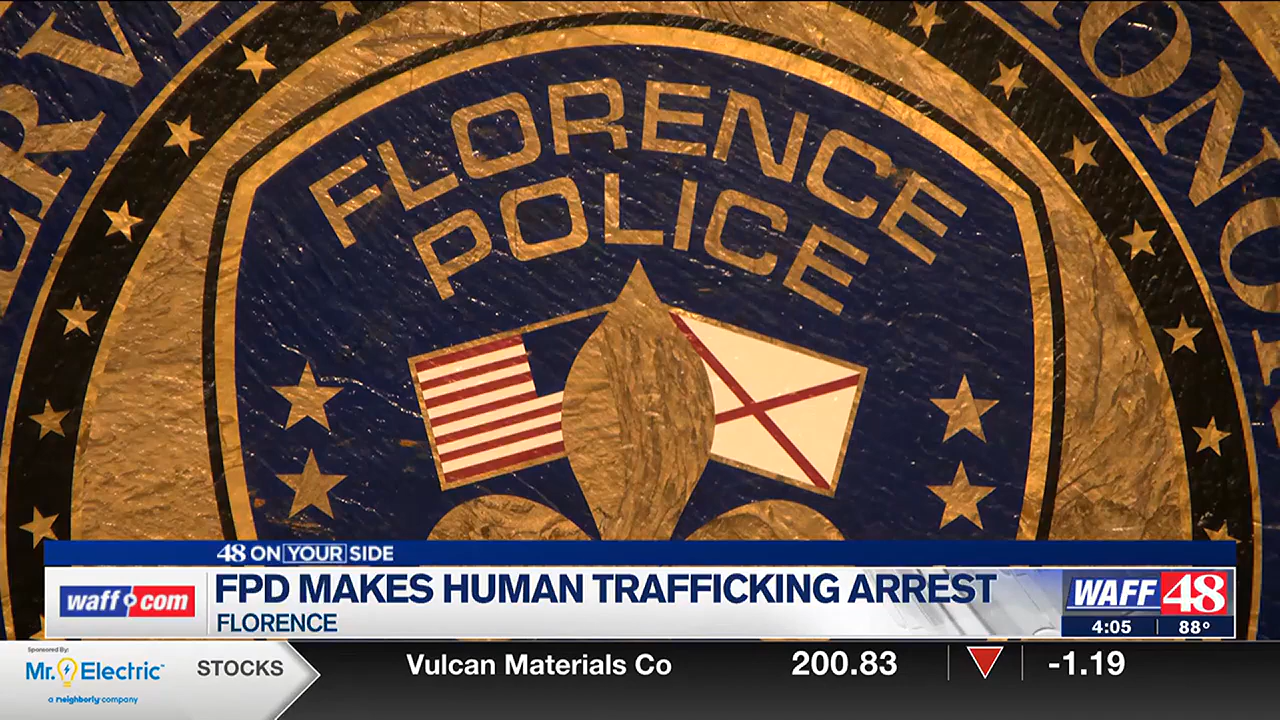 FLORENCE
POLICE
48 ON YOUR SIDE
waff com
FPD MAKES HUMAN TRAFFICKING ARREST
FLORENCE
WAFF 48
4:05 88°
Sponsored By:
Mr. Electric
a neighborly company
STOCKS
Vulcan Materials Co 200.83 -1.19